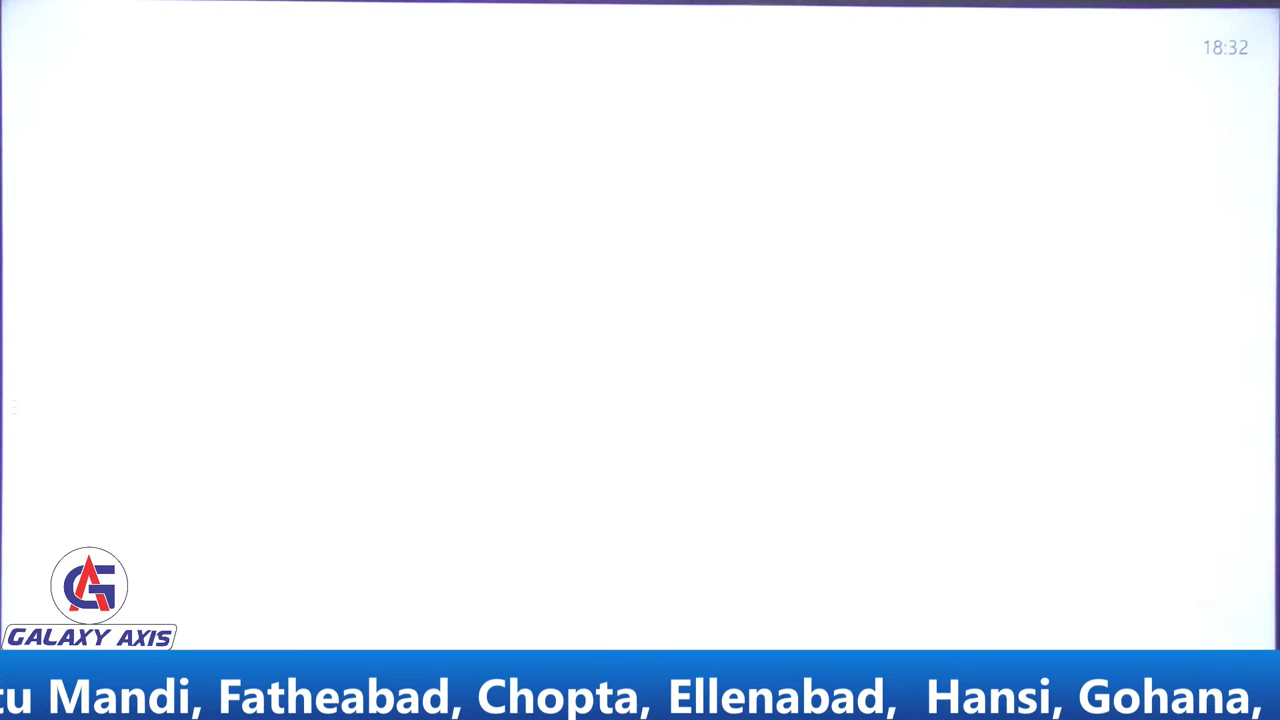 18:32
GALAXY AXIS
Mandi, Fatheabad, Chopta, Ellenabad, Hansi, Gohana,